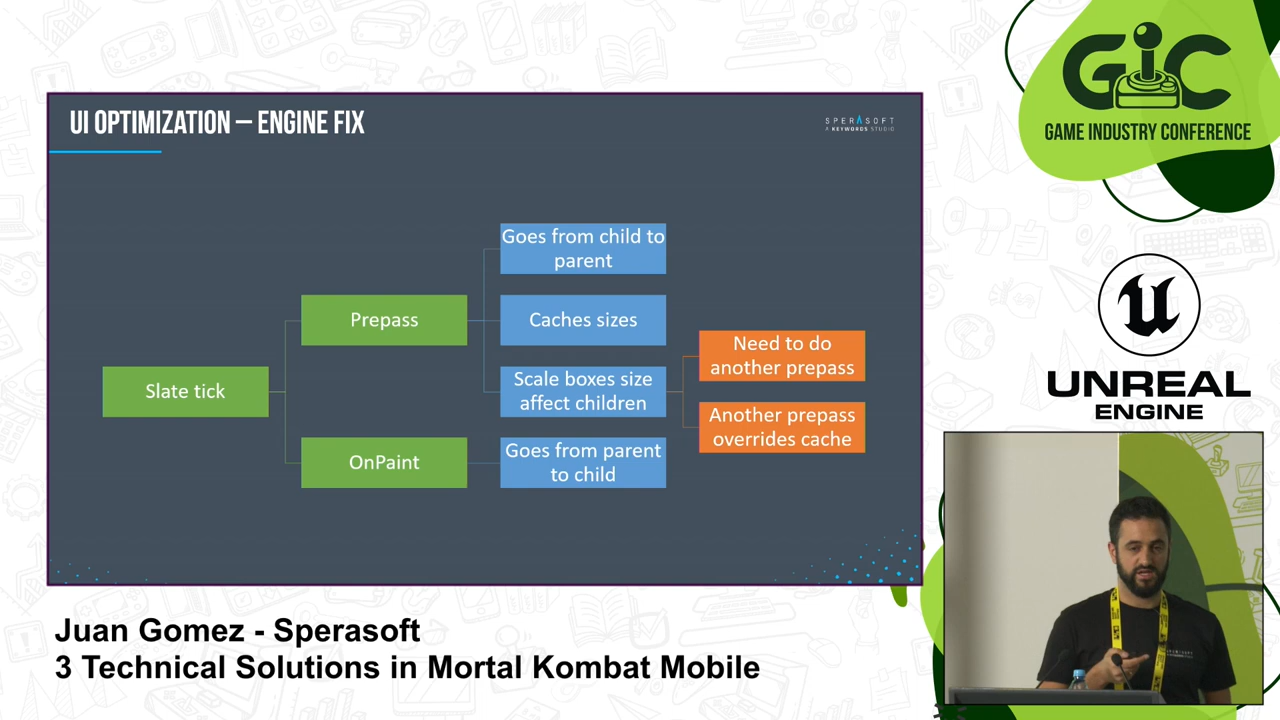 UI OPTIMIZATION – ENGINE FIX
SPERASOFT
A KEYWORDS STUDIO
Goes from child to
parent
Prepass
Caches sizes
Need to do
another prepass
Slate tick
Scale boxes size
affect children
Another prepass
overrides cache
OnPaint
Goes from parent
to child
GIC
GAME INDUSTRY CONFERENCE
UNREAL
ENGINE
Juan Gomez - Sperasoft
3 Technical Solutions in Mortal Kombat Mobile